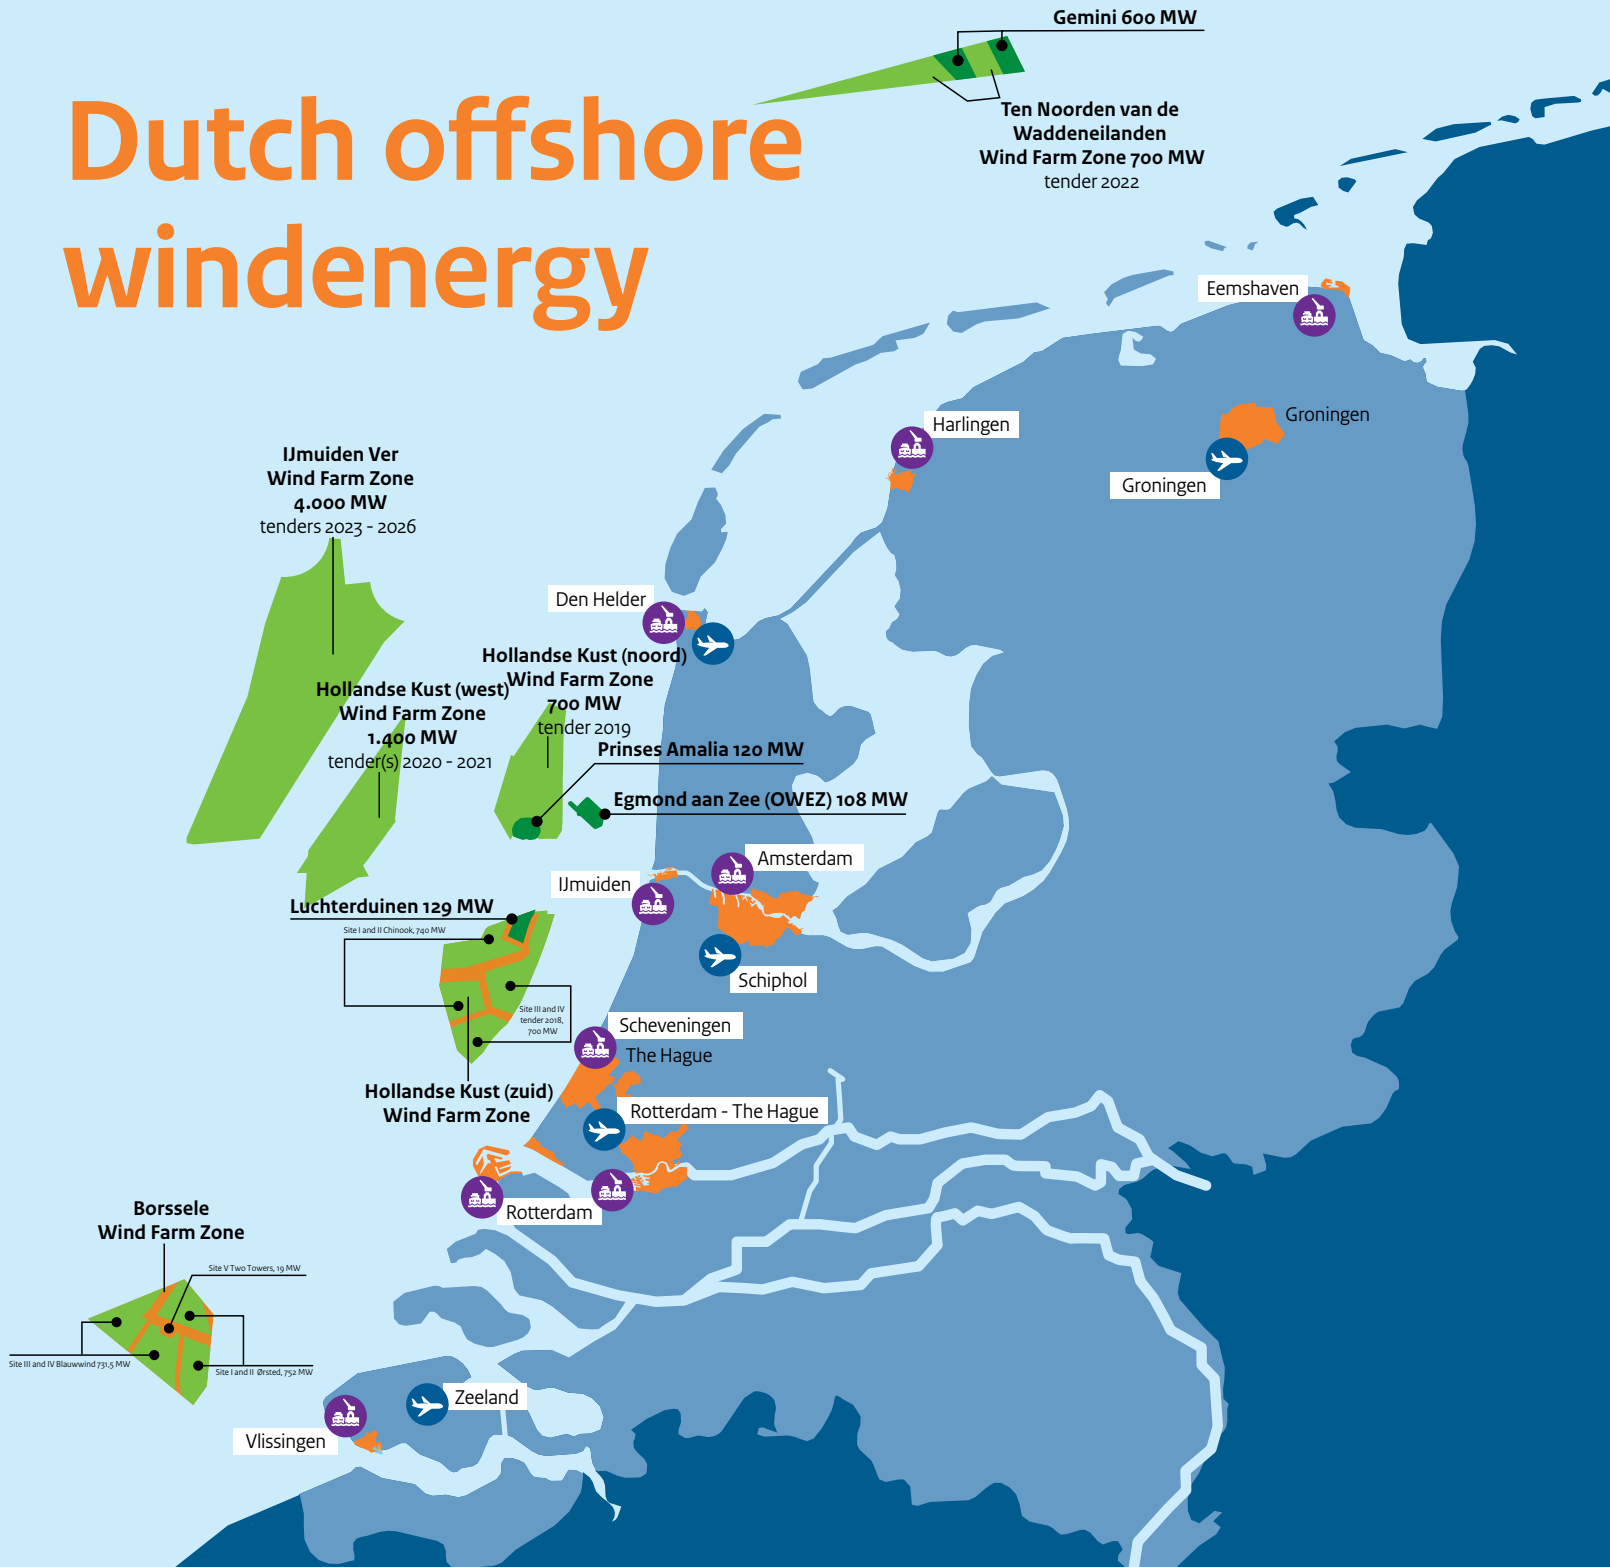 Gemini 600 MW
Dutch offshore
windenergy
Ten Noorden van de
Waddeneilanden
Wind Farm Zone 700 MW
tender 2022
Eemshaven
Harlingen
Groningen
Groningen
IJmuiden Ver
Wind Farm Zone
4.000 MW
tenders 2023 - 2026
Den Helder
Hollandse Kust (noord)
Wind Farm Zone
700 MW
tender 2019
Hollandse Kust (west)
Wind Farm Zone
1.400 MW
tender(s) 2020 - 2021
Prinses Amalia 120 MW
Egmond aan Zee (OWEZ) 108 MW
Amsterdam
IJmuiden
Luchterduinen 129 MW
Site I and II Chinook, 740 MW
Schiphol
Site III and IV
tender 2018,
700 MW
Scheveningen
The Hague
Hollandse Kust (zuid)
Wind Farm Zone
Rotterdam - The Hague
Rotterdam
Borssele
Wind Farm Zone
Site V Two Towers, 19 MW
Site III and IV Blauwwind 731,5 MW
Site I and II Ørsted, 752 MW
Zeeland
Vlissingen